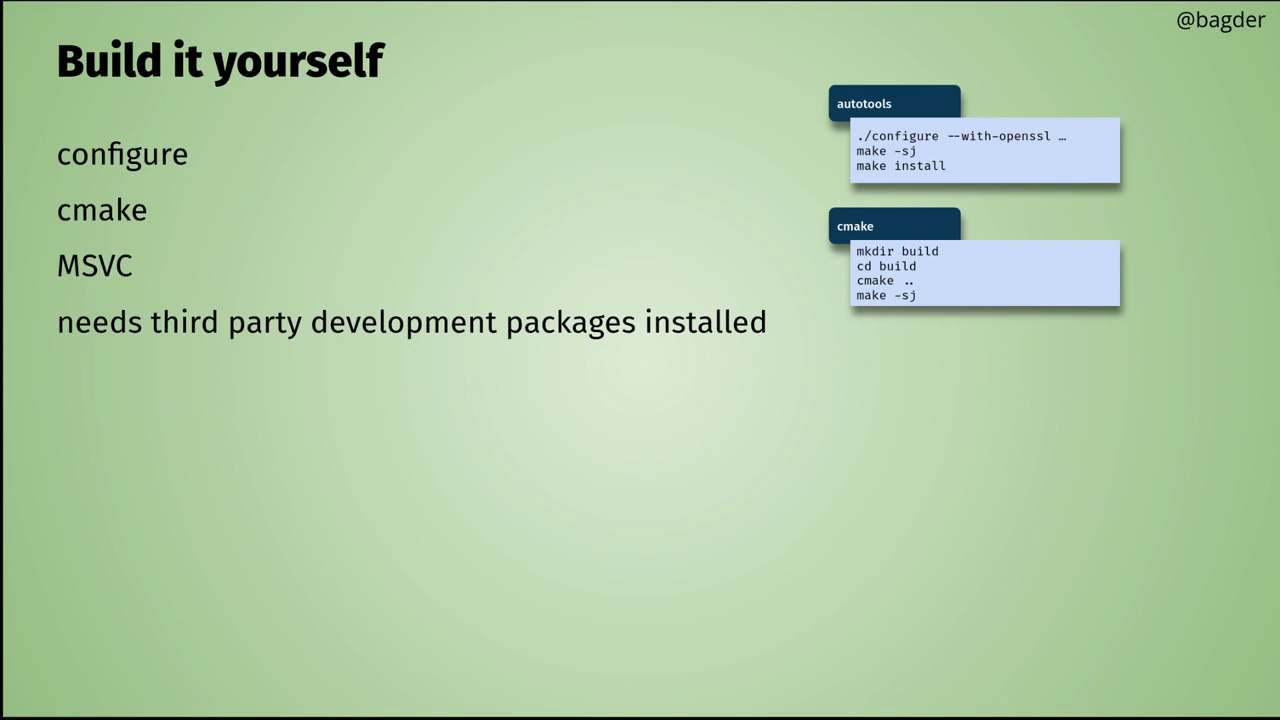 @bagder
Build it yourself
configure
cmake
MSVC
needs third party development packages installed
autotools
./configure --with-openssl …
make -sj
make install
cmake
mkdir build
cd build
cmake ..
make -sj